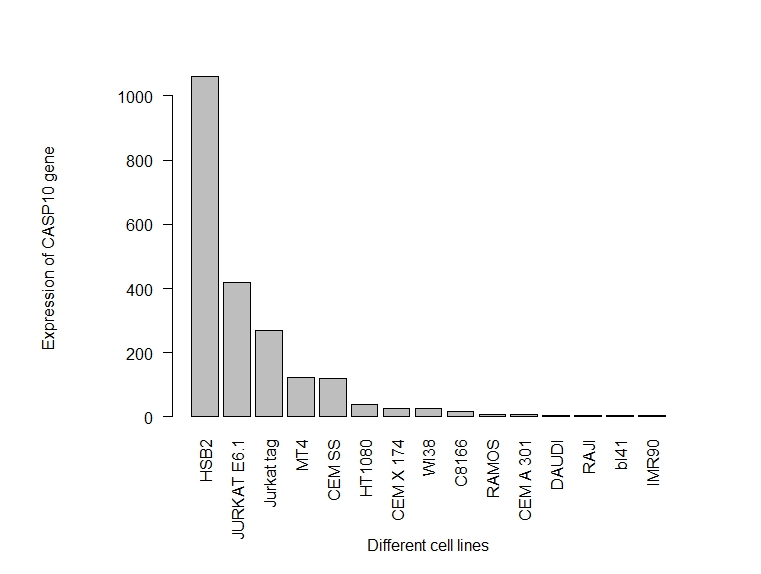 Expression of CASP10 gene
1000
800
600
400
200
0
HSB2
JURKAT E6.1
Jurkat tag
MT4
CEM SS
HT1080
CEM X 174
WI38
C8166
RAMOS
CEM A 301
DAUDI
RAJI
bl41
IMR90
Different cell lines